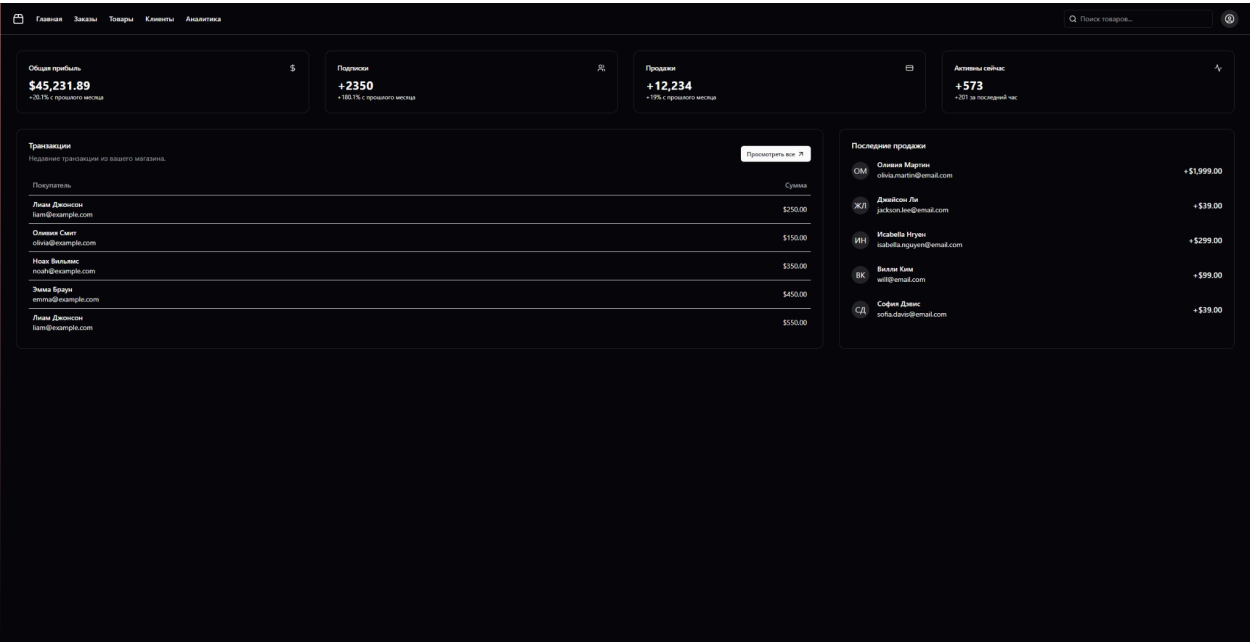 Главная Заказы Товары Клиенты Аналитика
Поиск товаров...
Общая прибыль
$45,231.89
+20.1% с прошлого месяца
Подписки
+2350
+180.1% с прошлого месяца
Продажи
+12,234
+19% с прошлого месяца
Активны сейчас
+573
+201 за последний час
Транзакции
Недавние транзакции из вашего магазина.
Просмотреть все
Покупатель Сумма
Лиам Джонсон
liam@example.com
$250.00
Оливия Смит
olivia@example.com
$150.00
Ноах Вильямс
noah@example.com
$350.00
Эмма Браун
emma@example.com
$450.00
Лиам Джонсон
liam@example.com
$550.00
Последние продажи
ОМ
Оливия Мартин
olivia.martin@email.com
+$1,999.00
ЖЛ
Джейсон Ли
jackson.lee@email.com
+$39.00
ИН
Исabella Нгуен
isabella.nguyen@email.com
+$299.00
ВК
Вилли Ким
will@email.com
+$99.00
СД
София Дэвис
sofia.davis@email.com
+$39.00